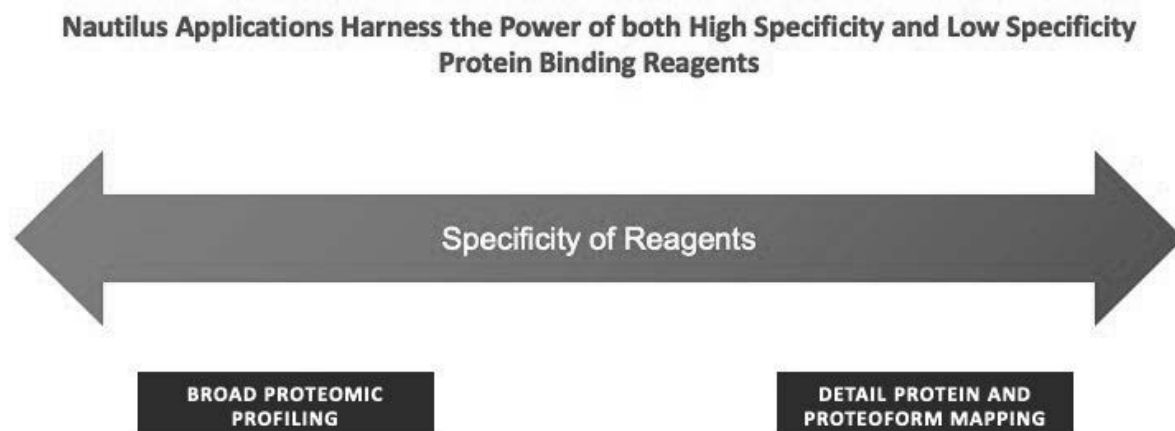 Nautilus Applications Harness the Power of both High Specificity and Low Specificity
Protein Binding Reagents
Specificity of Reagents
BROAD PROTEOMIC
PROFILING
DETAIL PROTEIN AND
PROTEOFORM MAPPING